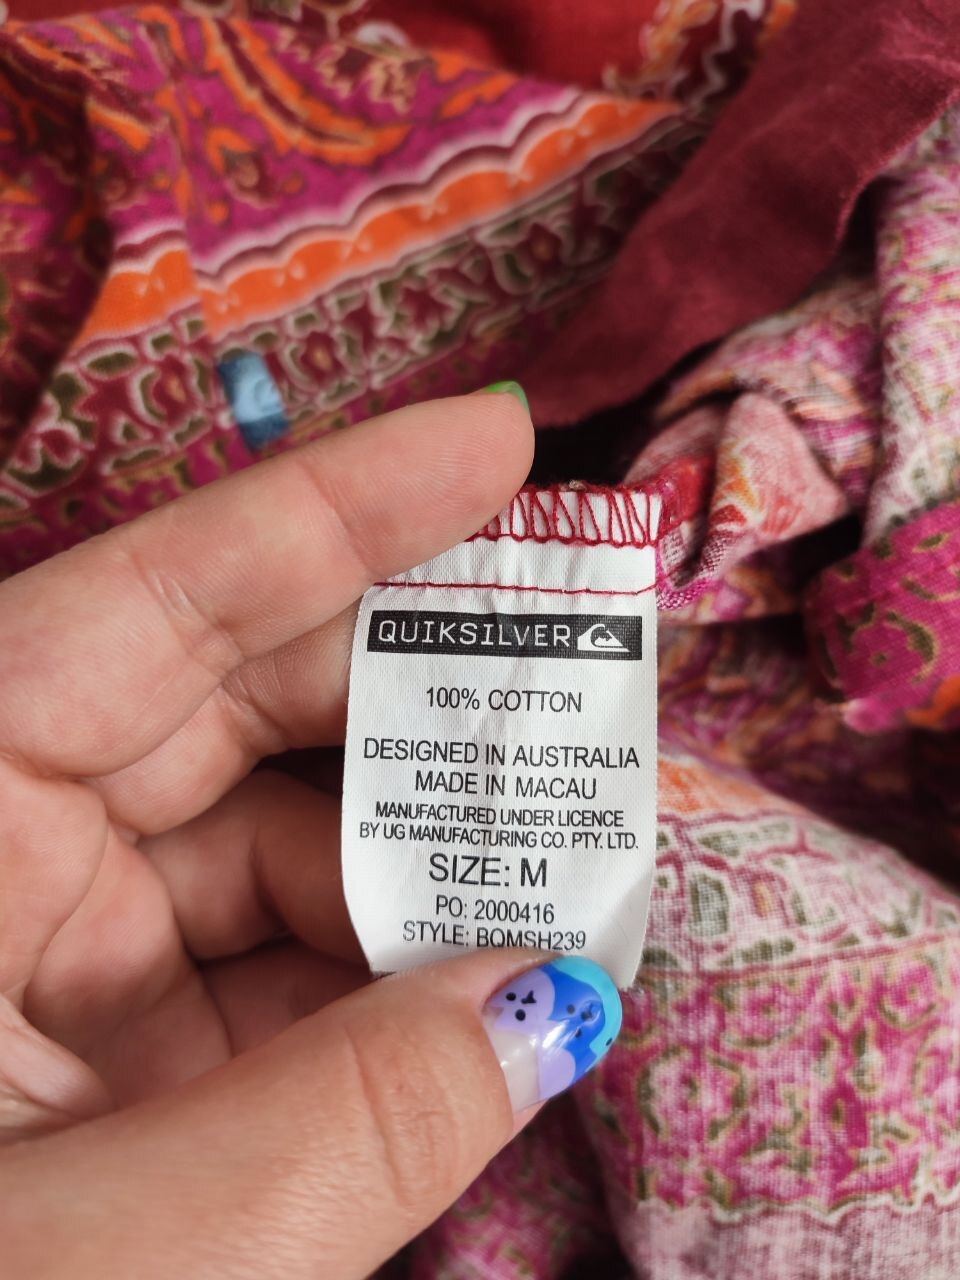 QUIKSILVER
100% COTTON
DESIGNED IN AUSTRALIA
MADE IN MACAU
MANUFACTURED UNDER LICENCE
BY UG MANUFACTURING CO. PTY. LTD.
SIZE: M
PO: 2000416
STYLE: BQMSH239